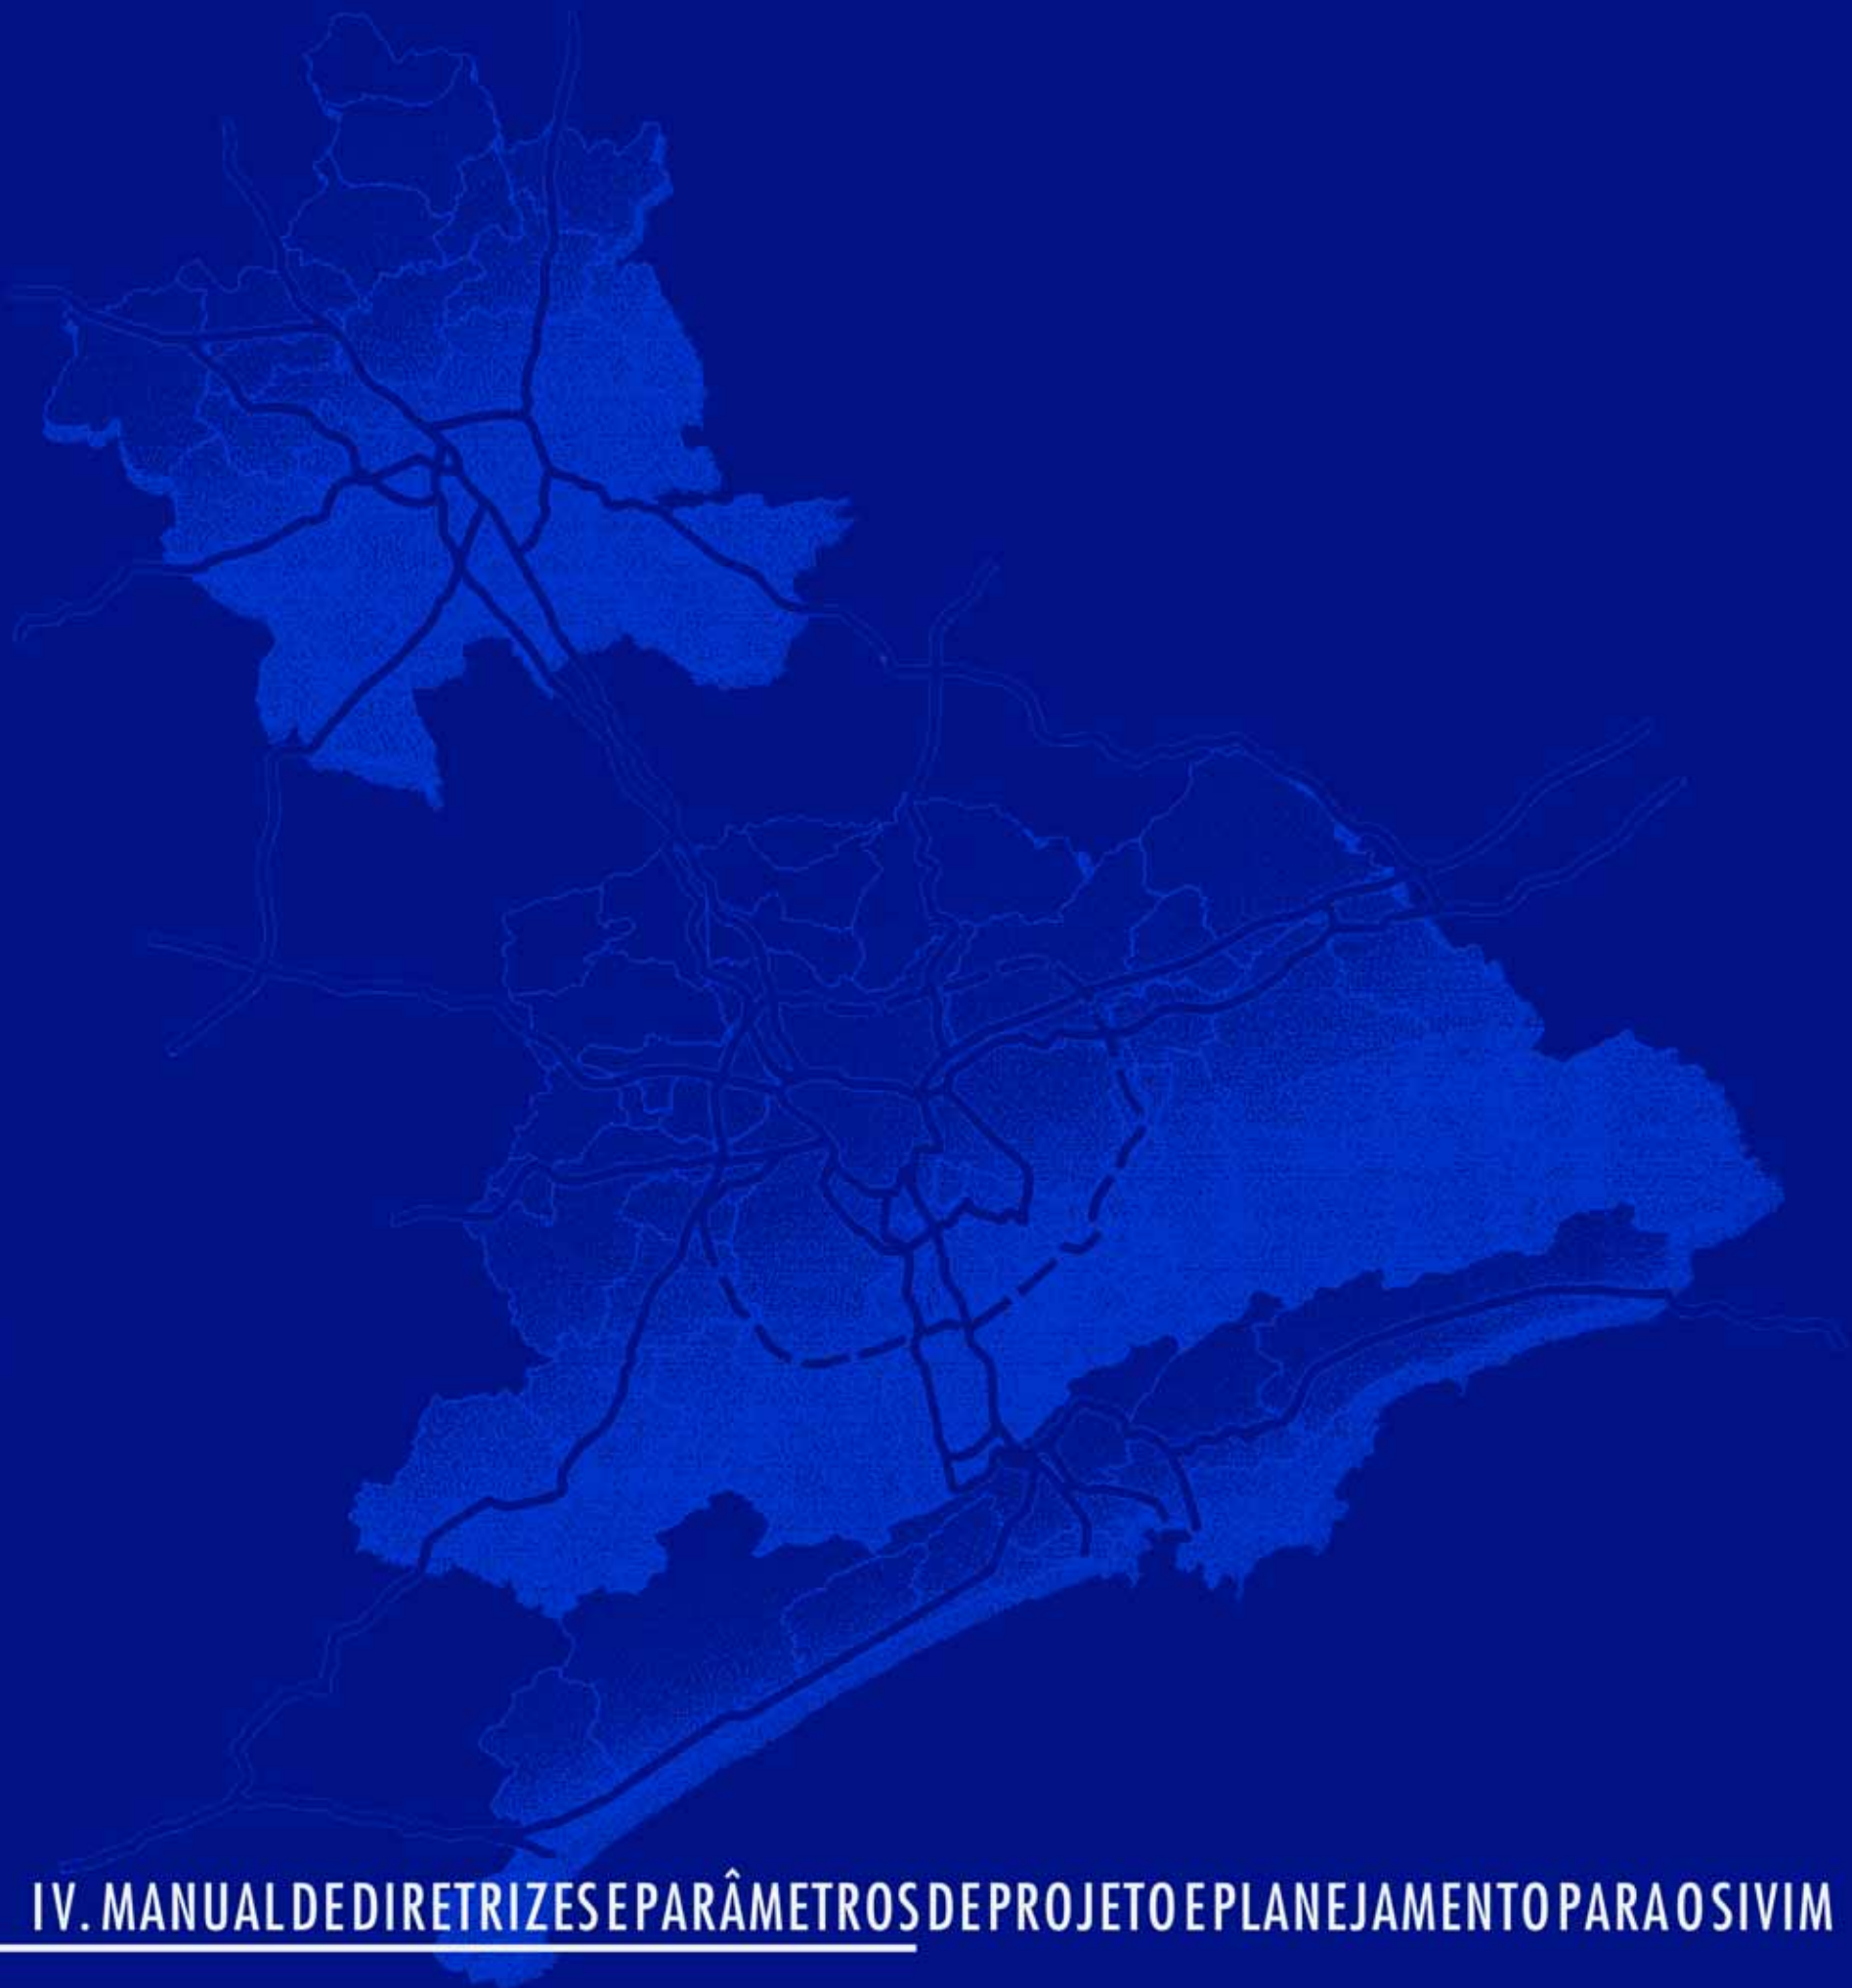 IV. MANUAL DE DIRETRIZES E PARÂMETROS DE PROJETO E PLANEJAMENTO PARA O SIVIM